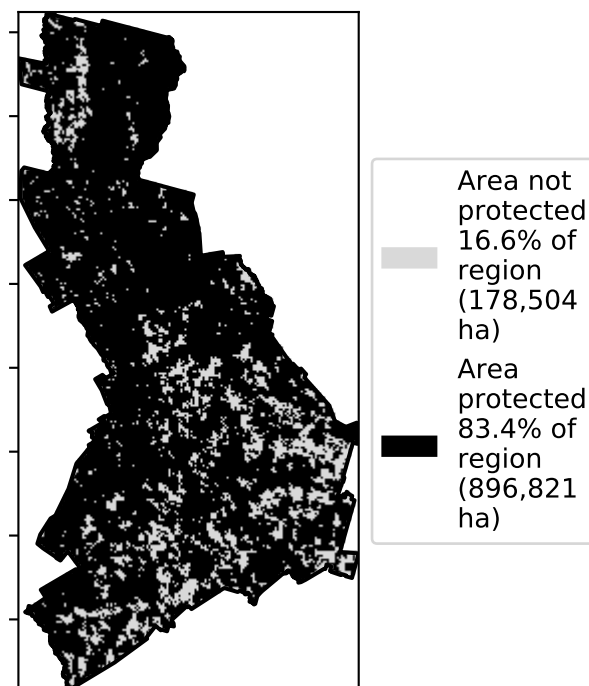 Area not
protected
16.6% of
region
(178,504
ha)
Area
protected
83.4% of
region
(896,821
ha)